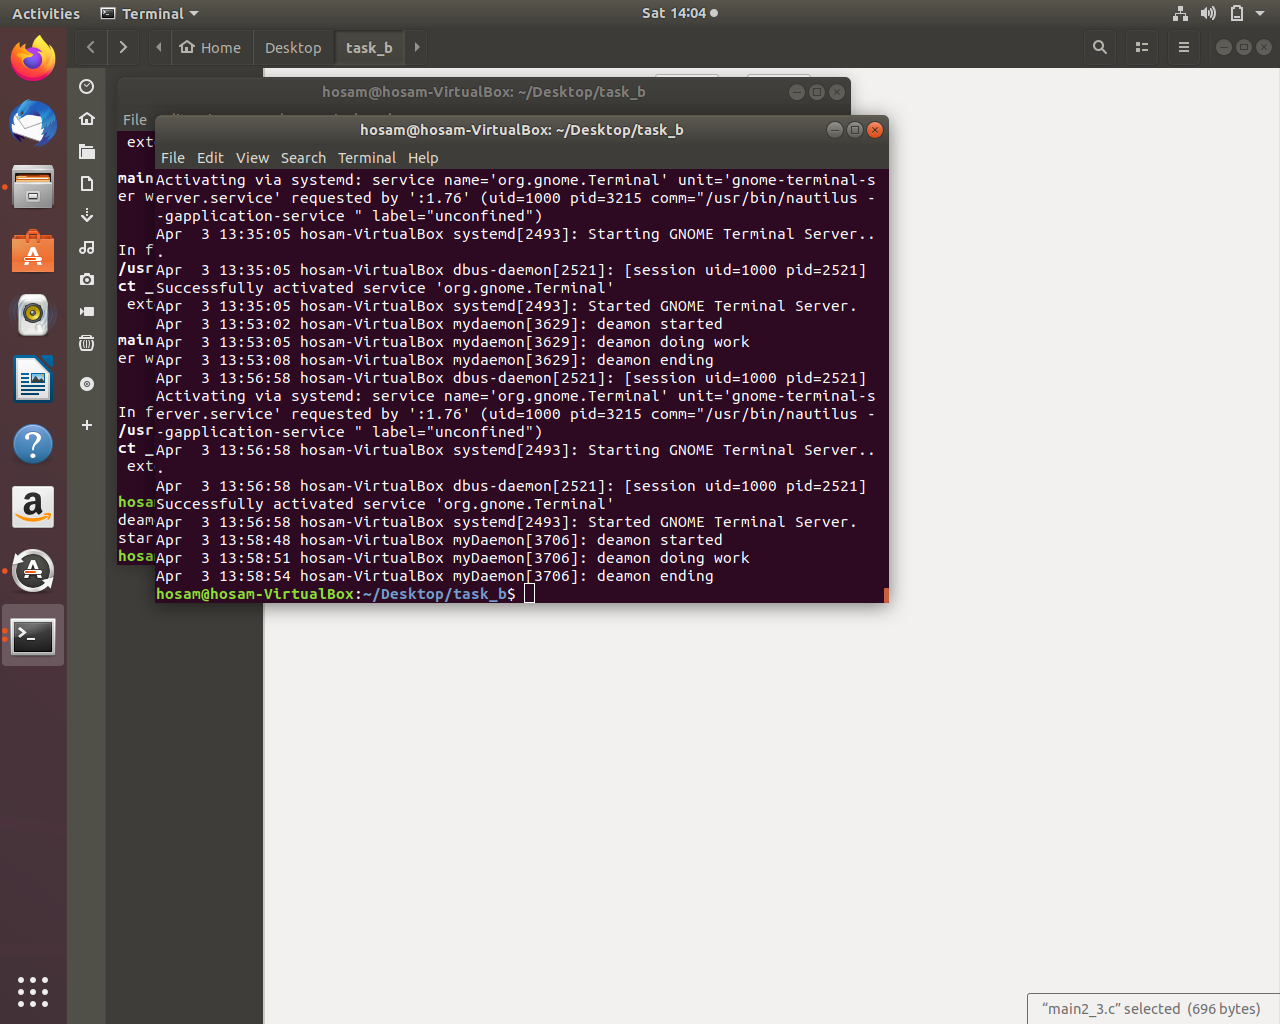 Activities
Terminal
Sat 14:04
Home
Desktop
task_b
hosam@hosam-VirtualBox: ~/Desktop/task_b
File
hosam@hosam-VirtualBox: ~/Desktop/task_b
File Edit View Search Terminal Help
Activating via systemd: service name='org.gnome.Terminal' unit='gnome-terminal-s
erver.service' requested by ':1.76' (uid=1000 pid=3215 comm="/usr/bin/nautilus -
-gapplication-service " label="unconfined")
Apr  3 13:35:05 hosam-VirtualBox systemd[2493]: Starting GNOME Terminal Server..
.
Apr  3 13:35:05 hosam-VirtualBox dbus-daemon[2521]: [session uid=1000 pid=2521]
Successfully activated service 'org.gnome.Terminal'
Apr  3 13:35:05 hosam-VirtualBox systemd[2493]: Started GNOME Terminal Server.
Apr  3 13:53:02 hosam-VirtualBox mydaemon[3629]: deamon started
Apr  3 13:53:05 hosam-VirtualBox mydaemon[3629]: deamon doing work
Apr  3 13:53:08 hosam-VirtualBox mydaemon[3629]: deamon ending
Apr  3 13:56:58 hosam-VirtualBox dbus-daemon[2521]: [session uid=1000 pid=2521]
Activating via systemd: service name='org.gnome.Terminal' unit='gnome-terminal-s
erver.service' requested by ':1.76' (uid=1000 pid=3215 comm="/usr/bin/nautilus -
-gapplication-service " label="unconfined")
Apr  3 13:56:58 hosam-VirtualBox systemd[2493]: Starting GNOME Terminal Server..
.
Apr  3 13:56:58 hosam-VirtualBox dbus-daemon[2521]: [session uid=1000 pid=2521]
Successfully activated service 'org.gnome.Terminal'
Apr  3 13:56:58 hosam-VirtualBox systemd[2493]: Started GNOME Terminal Server.
Apr  3 13:58:48 hosam-VirtualBox myDaemon[3706]: deamon started
Apr  3 13:58:51 hosam-VirtualBox myDaemon[3706]: deamon doing work
Apr  3 13:58:54 hosam-VirtualBox myDaemon[3706]: deamon ending
hosam@hosam-VirtualBox:~/Desktop/task_b$
ext
main
er w
In f
/usr
ct _
ext
main
er w
In f
/usr
ct _
ext
hosa
deam
star
hosa
“main2_3.c” selected (696 bytes)